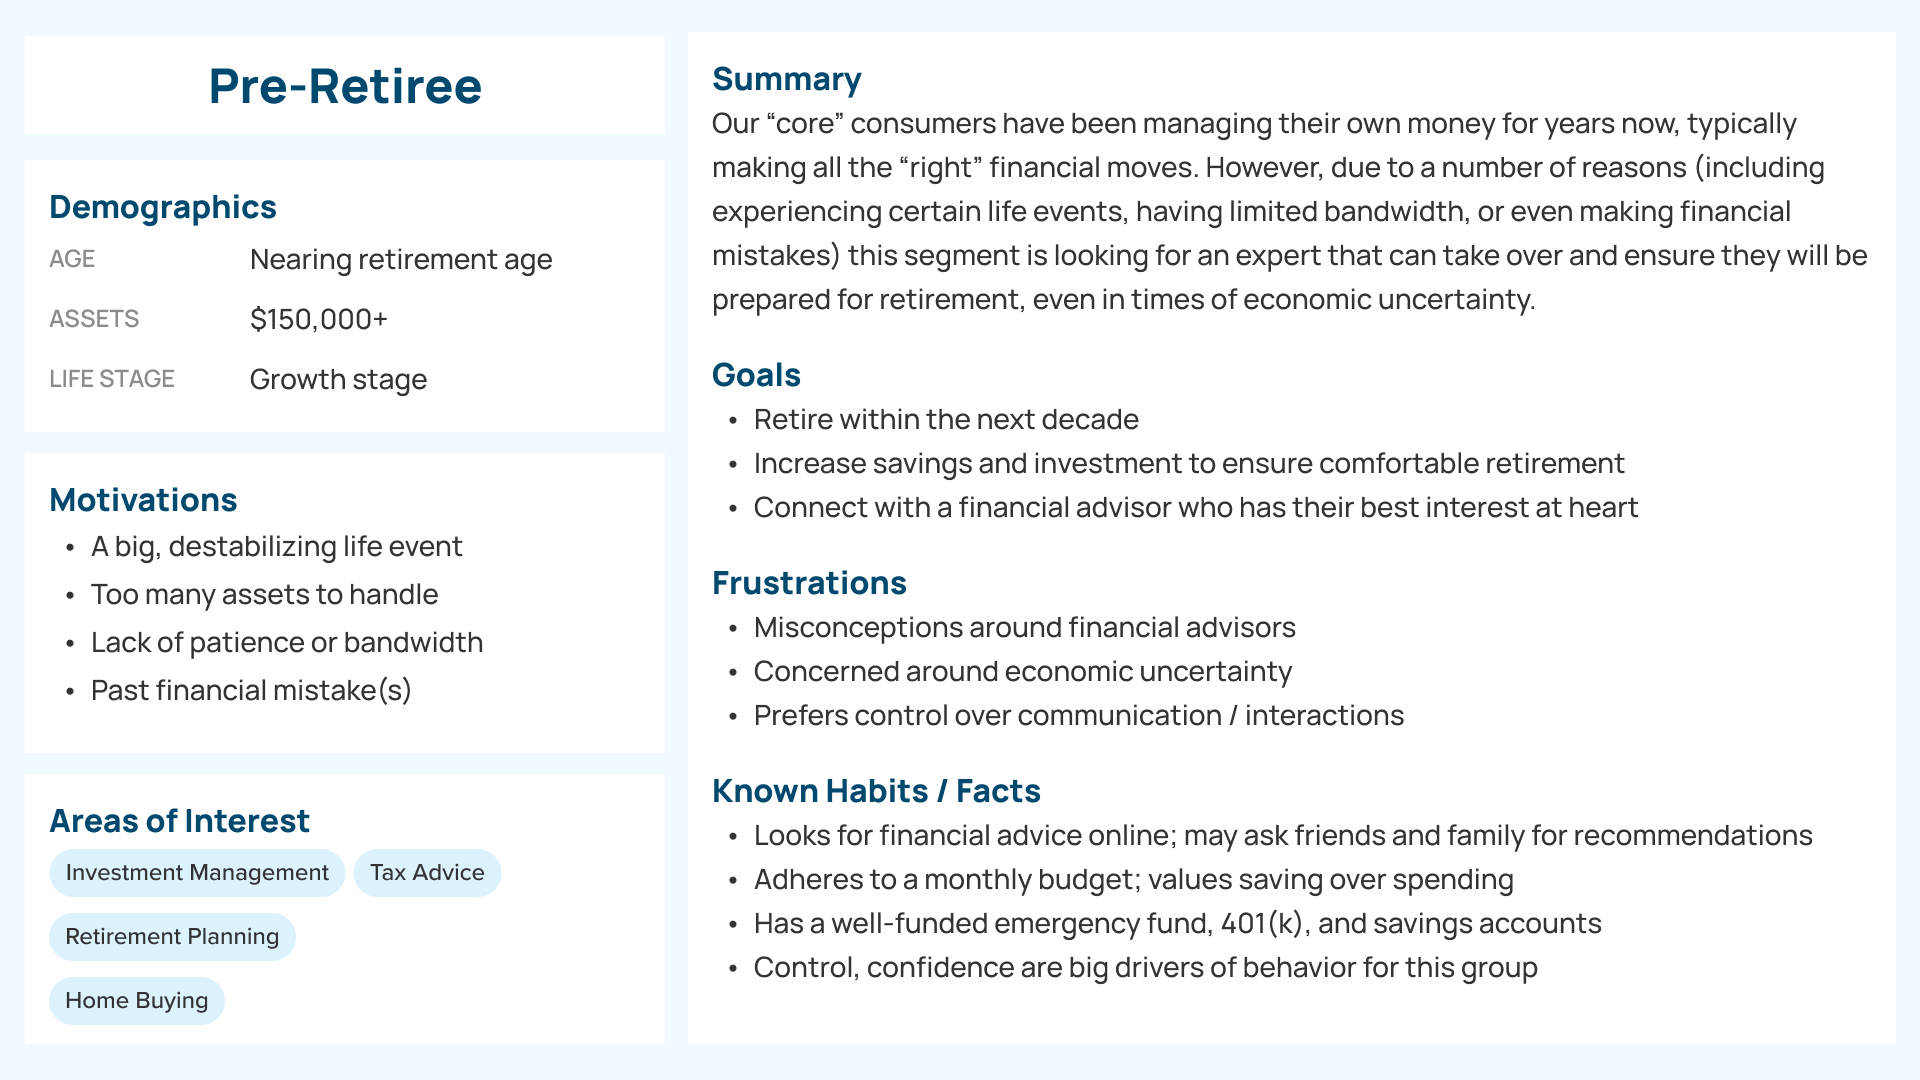 Pre-Retiree
Demographics
AGE Nearing retirement age
ASSETS $150,000+
LIFE STAGE Growth stage
Motivations
• A big, destabilizing life event
• Too many assets to handle
• Lack of patience or bandwidth
• Past financial mistake(s)
Areas of Interest
Investment Management Tax Advice
Retirement Planning
Home Buying
Summary
Our “core” consumers have been managing their own money for years now, typically
making all the “right” financial moves. However, due to a number of reasons (including
experiencing certain life events, having limited bandwidth, or even making financial
mistakes) this segment is looking for an expert that can take over and ensure they will be
prepared for retirement, even in times of economic uncertainty.
Goals
• Retire within the next decade
• Increase savings and investment to ensure comfortable retirement
• Connect with a financial advisor who has their best interest at heart
Frustrations
• Misconceptions around financial advisors
• Concerned around economic uncertainty
• Prefers control over communication / interactions
Known Habits / Facts
• Looks for financial advice online; may ask friends and family for recommendations
• Adheres to a monthly budget; values saving over spending
• Has a well-funded emergency fund, 401(k), and savings accounts
• Control, confidence are big drivers of behavior for this group